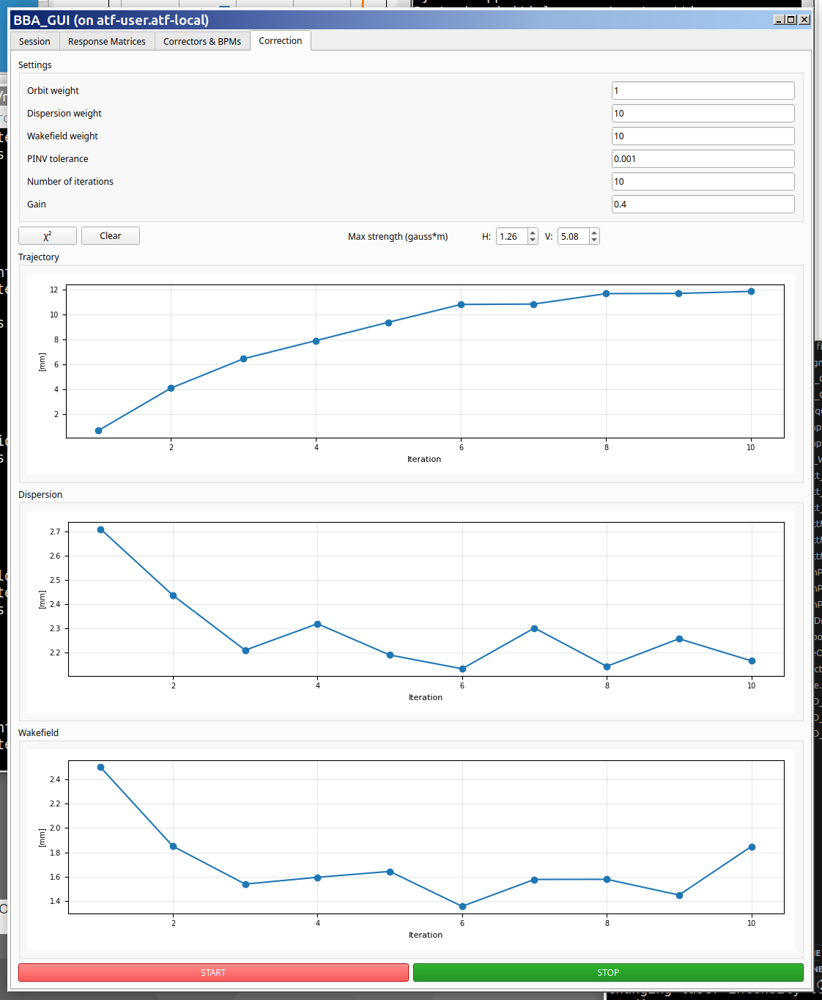 BBA_GUI (on atf-user.atf-local)
Session Response Matrices Correctors & BPMs Correction
Settings
Orbit weight 1
Dispersion weight 10
Wakefield weight 10
PINV tolerance 0.001
Number of iterations 10
Gain 0.4
χ² Clear Max strength (gauss*m) H: 1.26 V: 5.08
Trajectory
12
10
8
6
4
2
[mm]
2 4 6 8 10
Iteration
Dispersion
2.7
2.6
2.5
2.4
2.3
2.2
[mm]
2 4 6 8 10
Iteration
Wakefield
2.4
2.2
2.0
1.8
1.6
1.4
[mm]
2 4 6 8 10
Iteration
START STOP